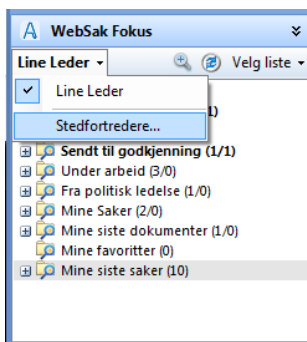 A WebSak Fokus
Line Leder Velg liste
Line Leder
1)
Stedfortredere...
Sendt til godkjenning (1/1)
Under arbeid (3/0)
Fra politisk ledelse (1/0)
Mine Saker (2/0)
Mine siste dokumenter (1/0)
Mine favoritter (0)
Mine siste saker (10)